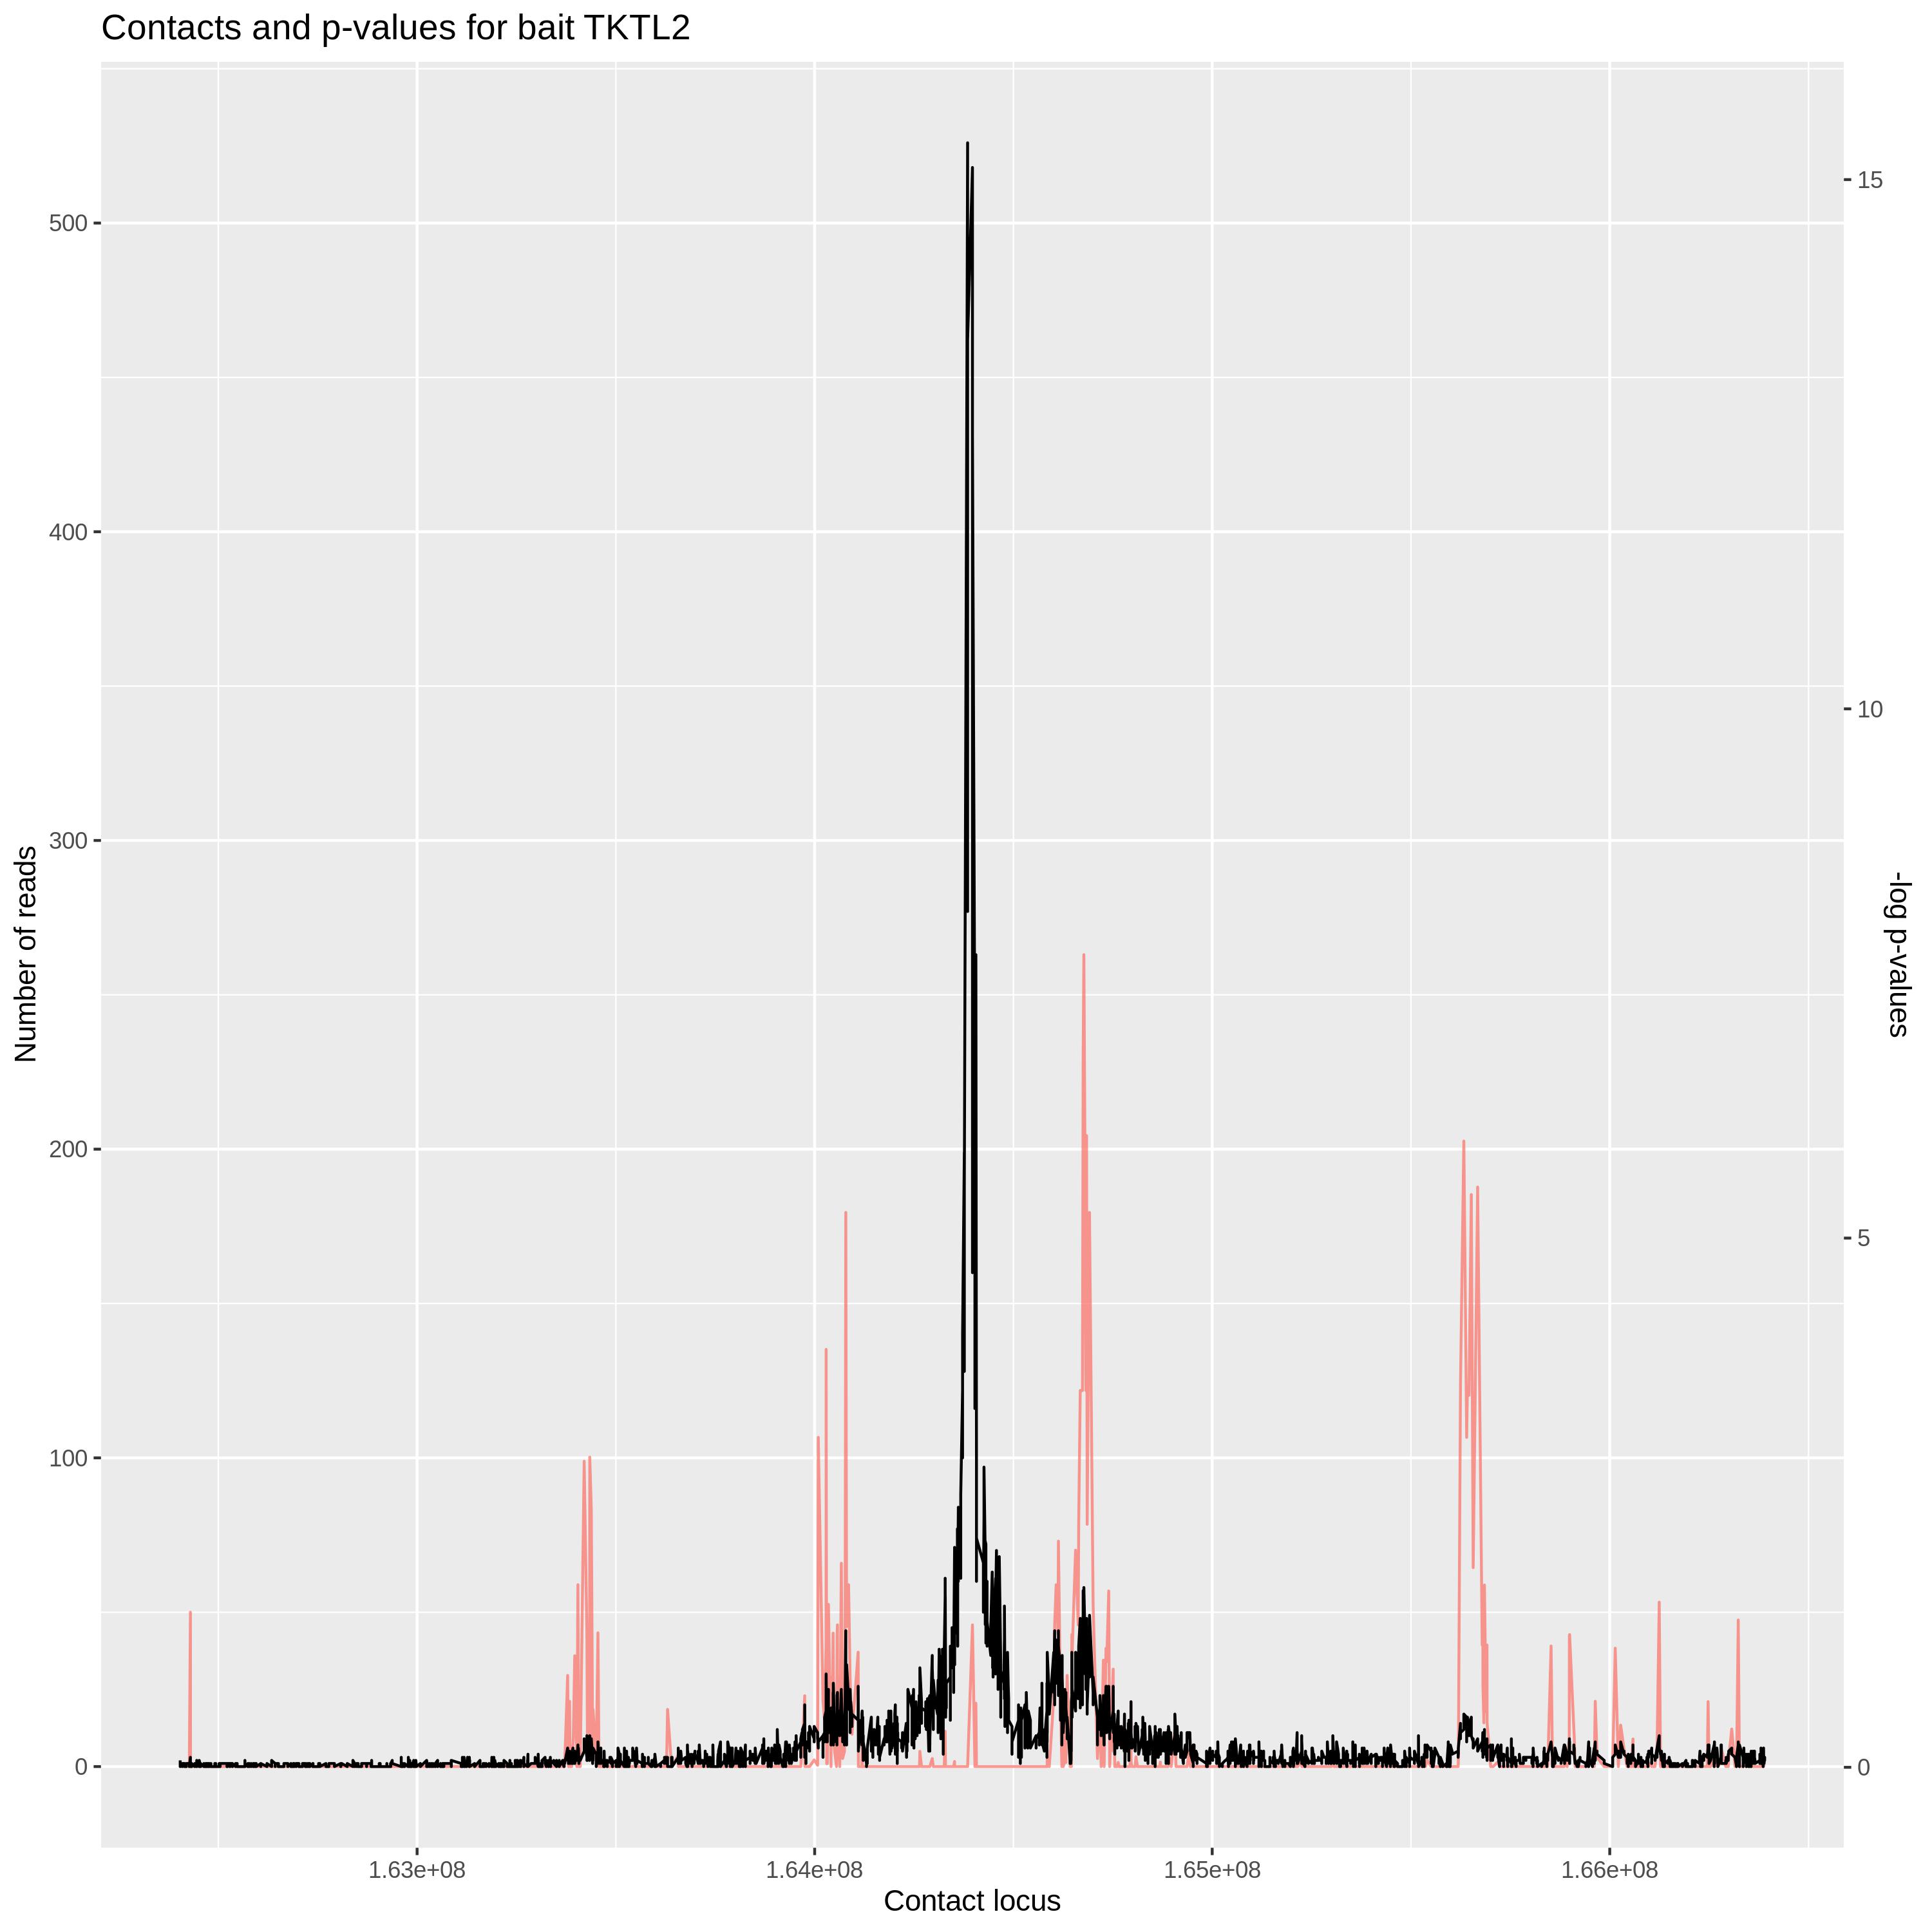 Contacts and p-values for bait TKTL2
Number of reads
500
400
300
200
100
0
15
10
5
0
-log p-values
1.63e+08
1.64e+08
1.65e+08
1.66e+08
Contact locus